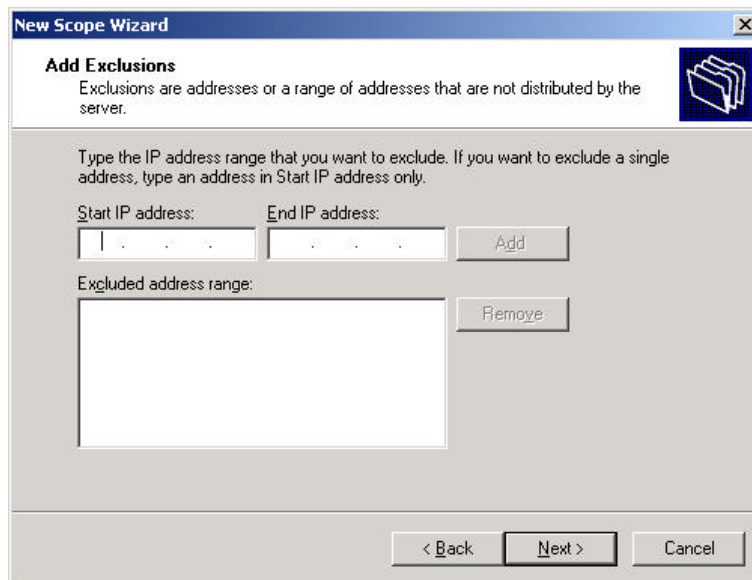 New Scope Wizard
Add Exclusions
Exclusions are addresses or a range of addresses that are not distributed by the
server.
Type the IP address range that you want to exclude. If you want to exclude a single
address, type an address in Start IP address only.
Start IP address: End IP address:
Add
Excluded address range:
Remove
< Back Next > Cancel